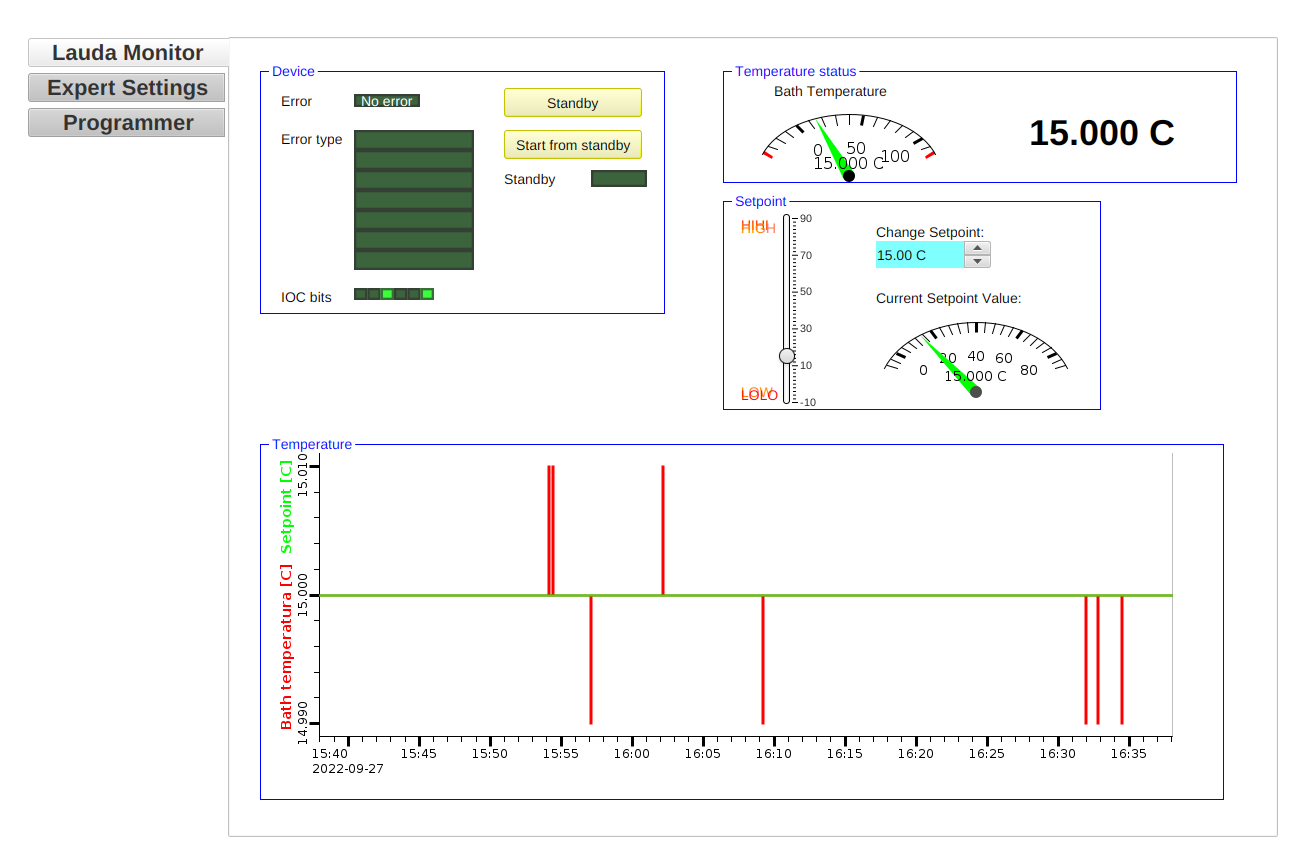 Lauda Monitor
Expert Settings
Programmer
Device
Error
No error
Error type
IOC bits
Standby
Start from standby
Standby
Temperature status
Bath Temperature
0
50
100
15.000 C
15.000 C
Setpoint
HIHI
HIGH
LOW
LOLO
90
70
50
30
10
-10
Change Setpoint:
15.00 C
Current Setpoint Value:
0
20
40
60
80
15.000 C
Temperature
Setpoint [C]
Bath temperatura [C]
15.010
15.000
14.990
15:40 15:45 15:50 15:55 16:00 16:05 16:10 16:15 16:20 16:25 16:30 16:35
2022-09-27